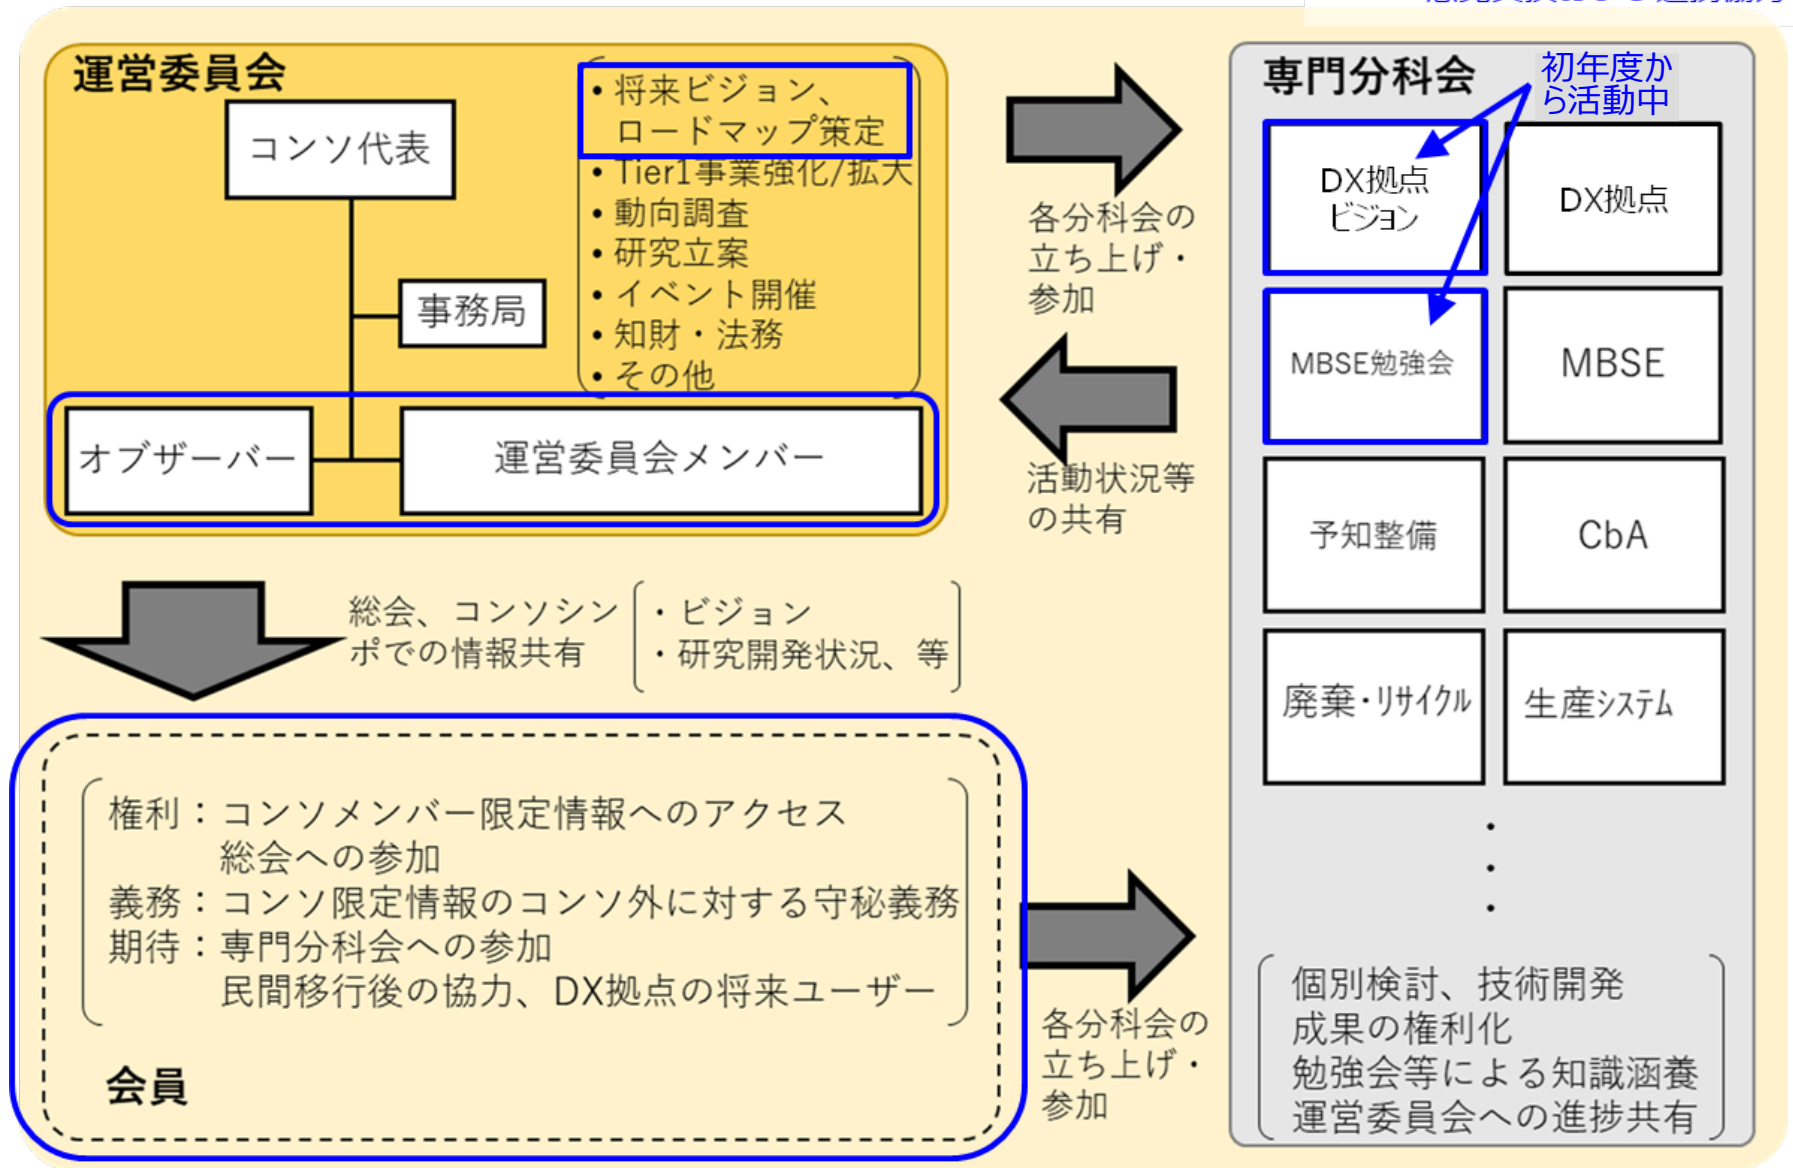 運営委員会
コンソ代表
事務局
オブザーバー
運営委員会メンバー
• 将来ビジョン、
ロードマップ策定
• Tier1事業強化/拡大
• 動向調査
• 研究立案
• イベント開催
• 知財・法務
• その他
各分科会の
立ち上げ・
参加
活動状況等
の共有
専門分科会
初年度か
ら活動中
DX拠点
ビジョン
DX拠点
MBSE勉強会
MBSE
予知整備
CbA
廃棄・リサイクル
生産システム
・
・
・
個別検討、技術開発
成果の権利化
勉強会等による知識涵養
運営委員会への進捗共有
総会、コンソシン
ポでの情報共有
・ビジョン
・研究開発状況、等
権利：コンソメンバー限定情報へのアクセス
総会への参加
義務：コンソ限定情報のコンソ外に対する守秘義務
期待：専門分科会への参加
民間移行後の協力、DX拠点の将来ユーザー
会員
各分科会の
立ち上げ・
参加